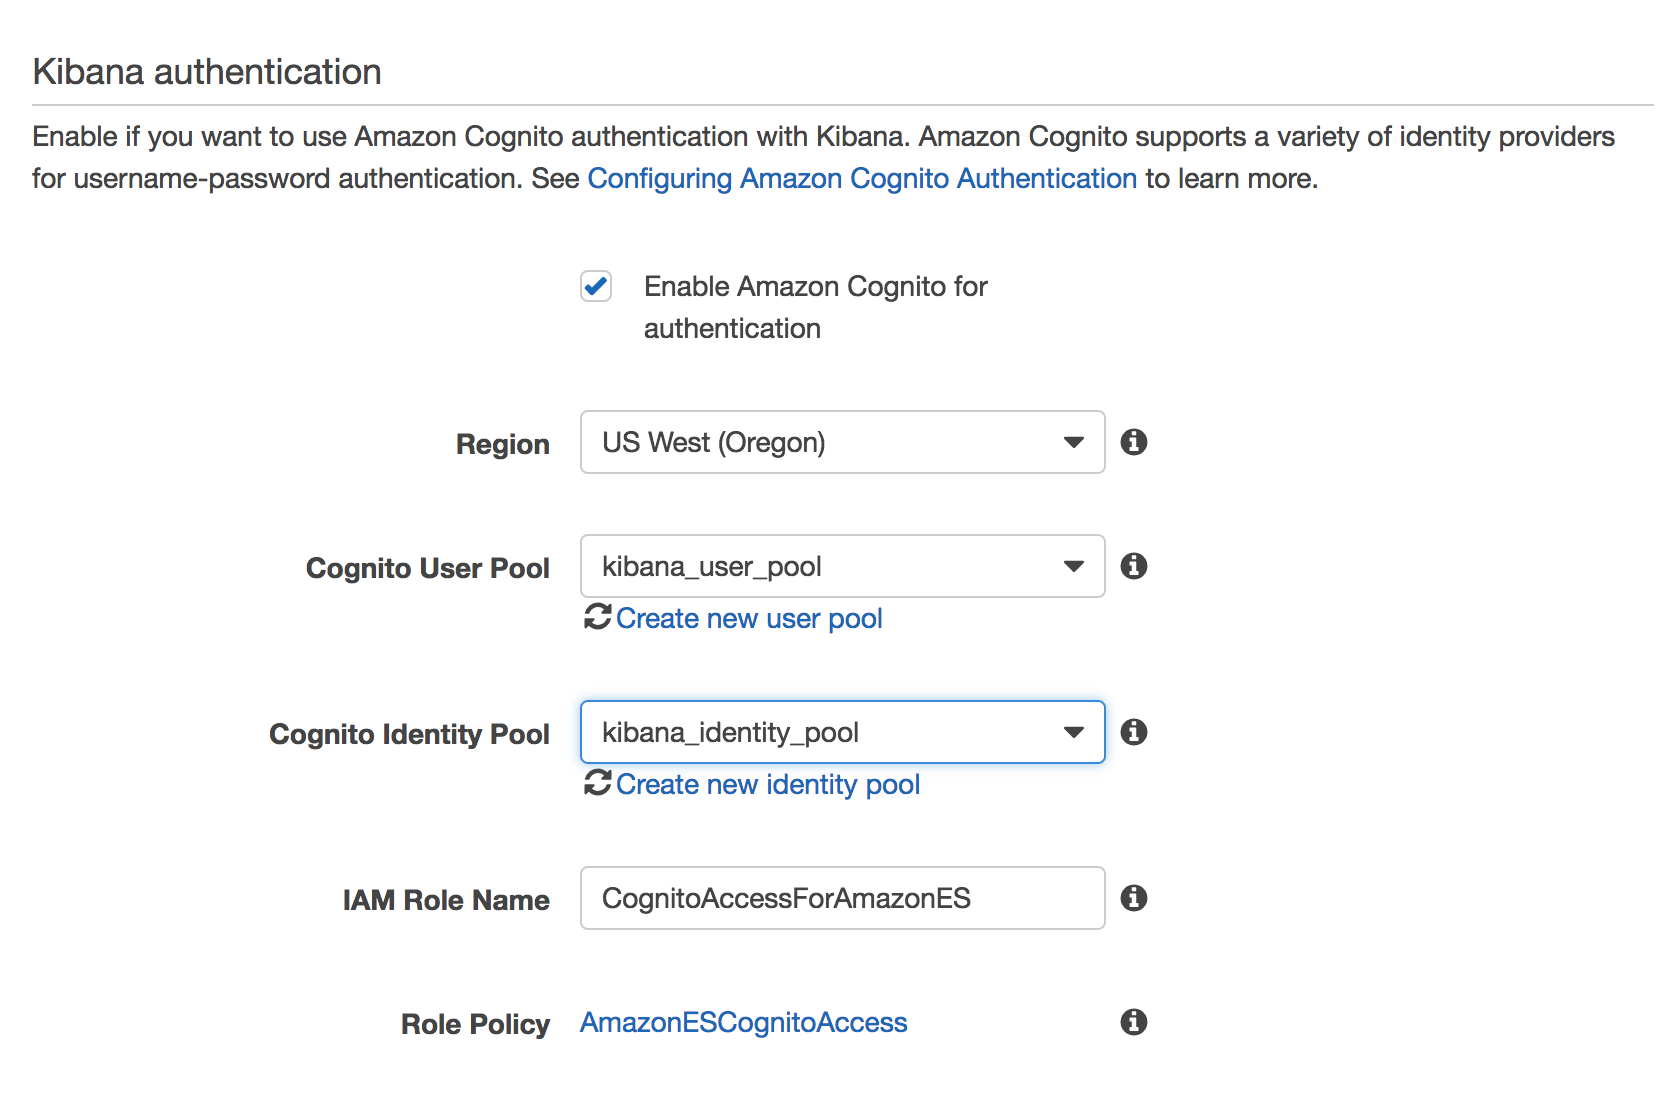 Kibana authentication
Enable if you want to use Amazon Cognito authentication with Kibana. Amazon Cognito supports a variety of identity providers
for username-password authentication. See Configuring Amazon Cognito Authentication to learn more.
Enable Amazon Cognito for
authentication
Region US West (Oregon)
Cognito User Pool kibana_user_pool
Create new user pool
Cognito Identity Pool kibana_identity_pool
Create new identity pool
IAM Role Name CognitoAccessForAmazonES
Role Policy AmazonESCognitoAccess